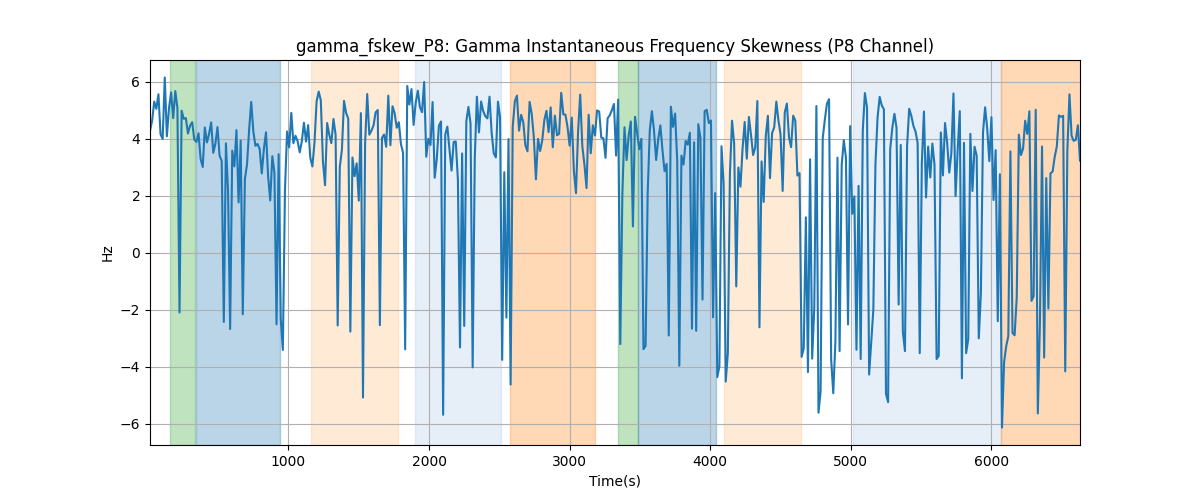 gamma_fskew_P8: Gamma Instantaneous Frequency Skewness (P8 Channel)
6
4
2
0
−2
−4
−6
Hz
1000 2000 3000 4000 5000 6000
Time(s)